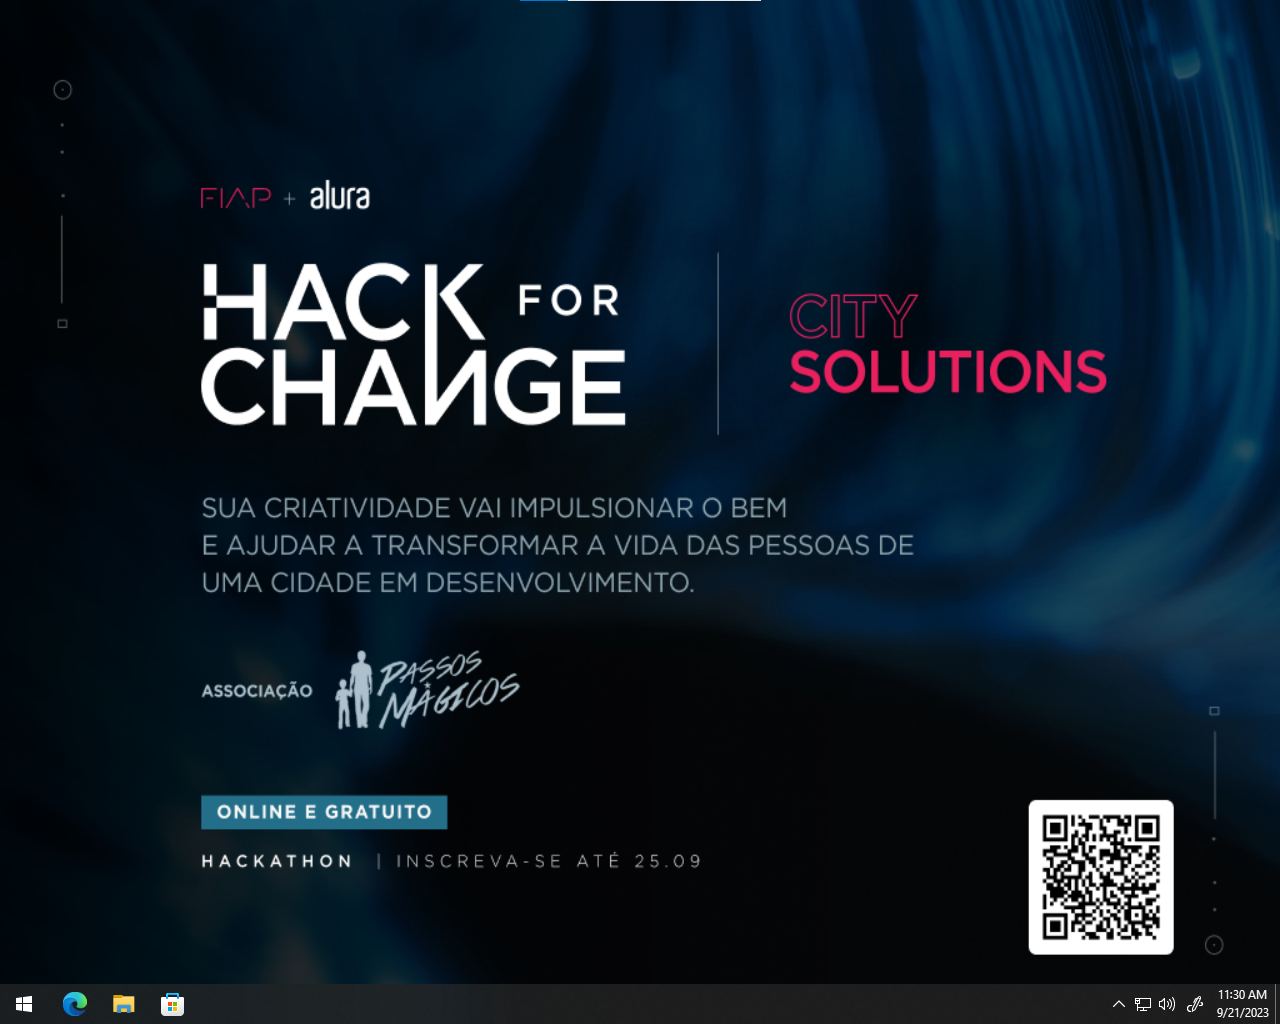 FIAP + alura
HACK FOR
CHANGE
CITY
SOLUTIONS
SUA CRIATIVIDADE VAI IMPULSIONAR O BEM
E AJUDAR A TRANSFORMAR A VIDA DAS PESSOAS DE
UMA CIDADE EM DESENVOLVIMENTO.
ASSOCIAÇÃO PASSOS MÁGICOS
ONLINE E GRATUITO
HACKATHON | INSCREVA-SE ATÉ 25.09
11:30 AM
9/21/2023